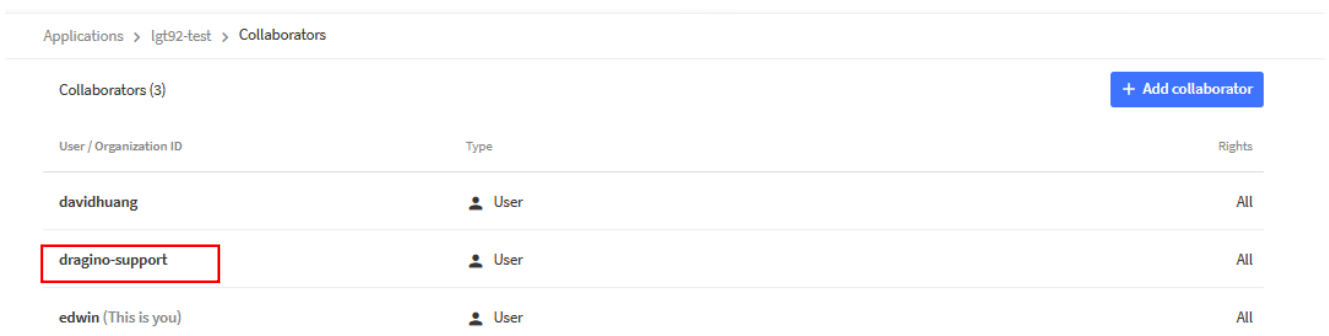 Applications > lgt92-test > Collaborators
Collaborators (3)
+ Add collaborator
User / Organization ID Type Rights
davidhuang User All
dragino-support User All
edwin (This is you) User All